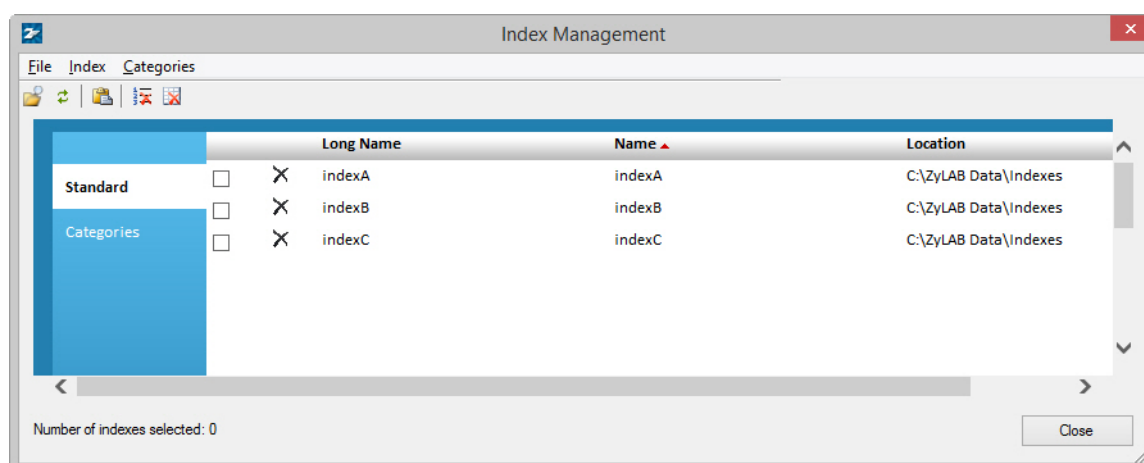 Index Management
File Index Categories
Long Name Name Location
Standard
indexA indexA C:\ZyLAB Data\Indexes
indexB indexB C:\ZyLAB Data\Indexes
Categories
indexC indexC C:\ZyLAB Data\Indexes
Number of indexes selected: 0
Close